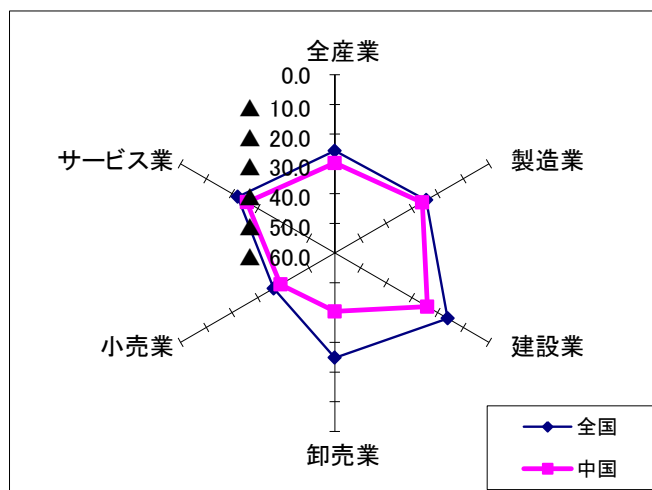 全産業
0.0
▲ 10.0
▲ 20.0
▲ 30.0
▲ 40.0
▲ 50.0
▲ 60.0
サービス業
製造業
小売業
建設業
卸売業
全国
中国